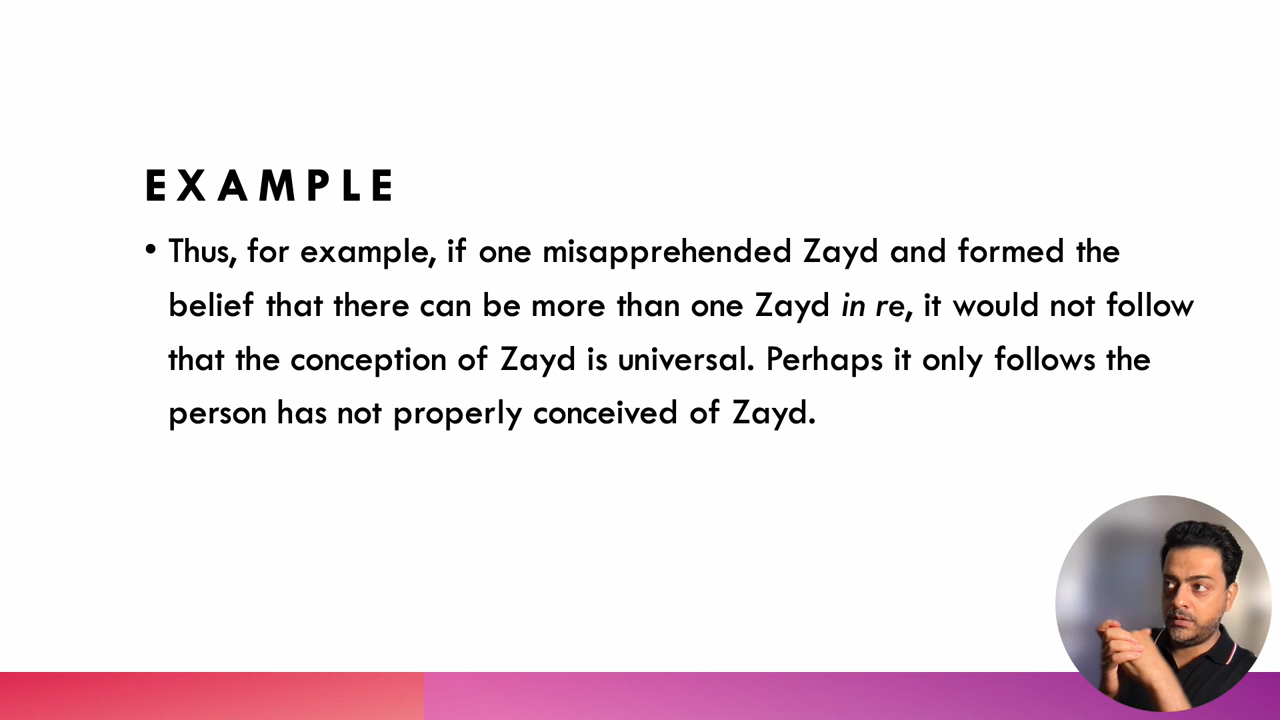 EXAMPLE
• Thus, for example, if one misapprehended Zayd and formed the
belief that there can be more than one Zayd in re, it would not follow
that the conception of Zayd is universal. Perhaps it only follows the
person has not properly conceived of Zayd.